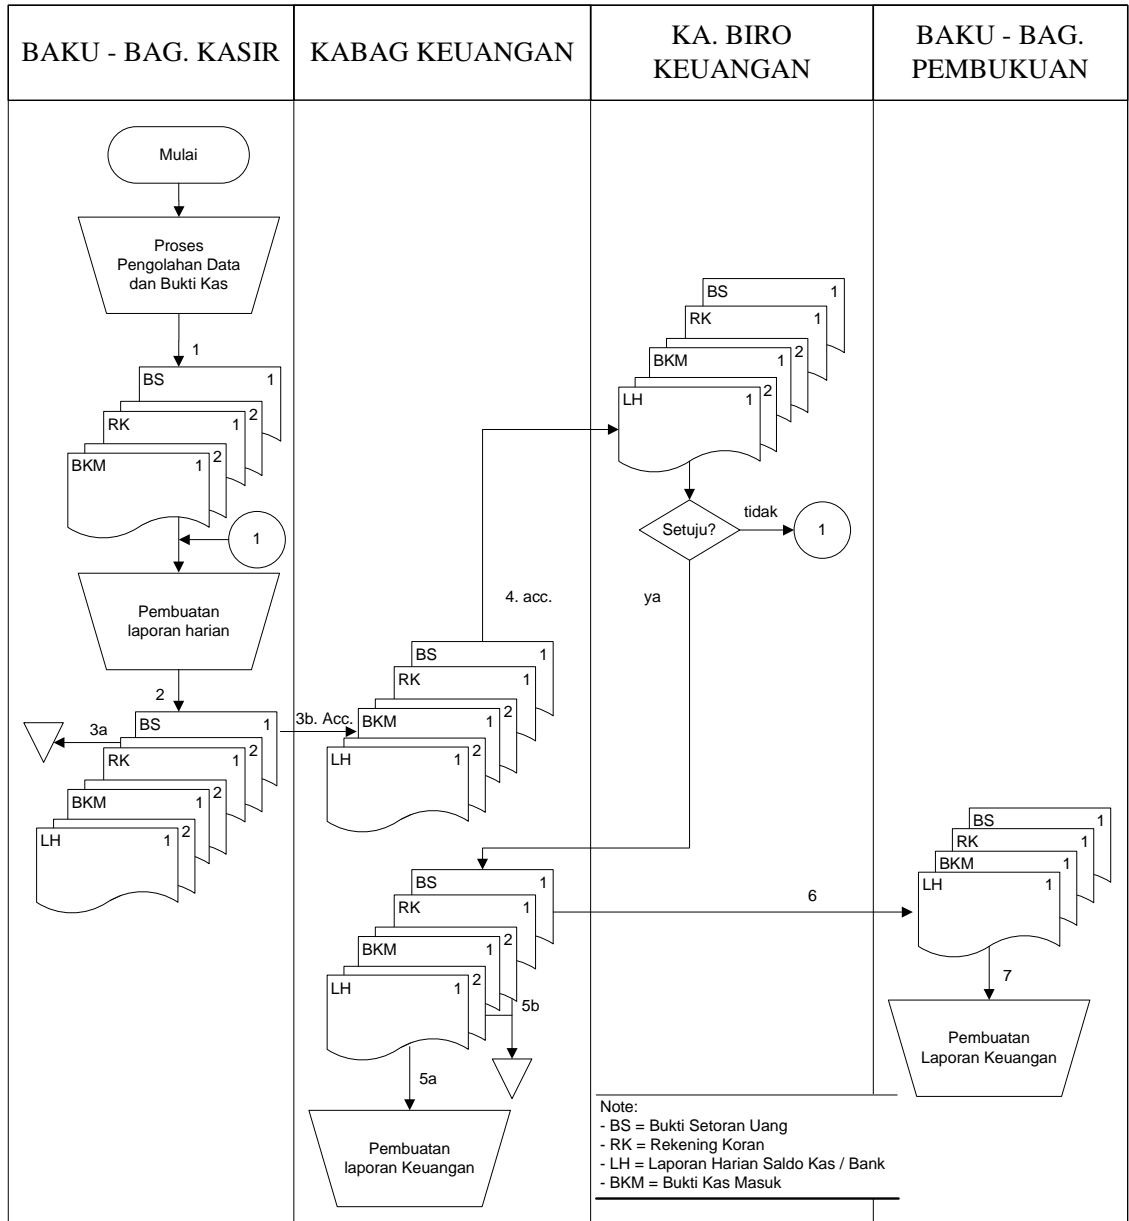 BAKU - BAG. KASIR
KABAG KEUANGAN
KA. BIRO
KEUANGAN
BAKU - BAG.
PEMBUKUAN
Mulai
Proses
Pengolahan Data
dan Bukti Kas
1
BS 1
2
RK 1
2
BKM 1
1
Pembuatan
laporan harian
2
3a
BS 1
2
RK 1
2
BKM 1
2
LH 1
3b. Acc.
BS 1
RK 1
2
BKM 1
2
LH 1
4. acc.
BS 1
RK 1
2
BKM 1
2
LH 1
Setuju?
tidak
1
ya
BS 1
RK 1
2
BKM 1
2
LH 1
5b
5a
Pembuatan
laporan Keuangan
6
BS 1
RK 1
BKM 1
LH 1
7
Pembuatan
Laporan Keuangan
Note:
- BS = Bukti Setoran Uang
- RK = Rekening Koran
- LH = Laporan Harian Saldo Kas / Bank
- BKM = Bukti Kas Masuk